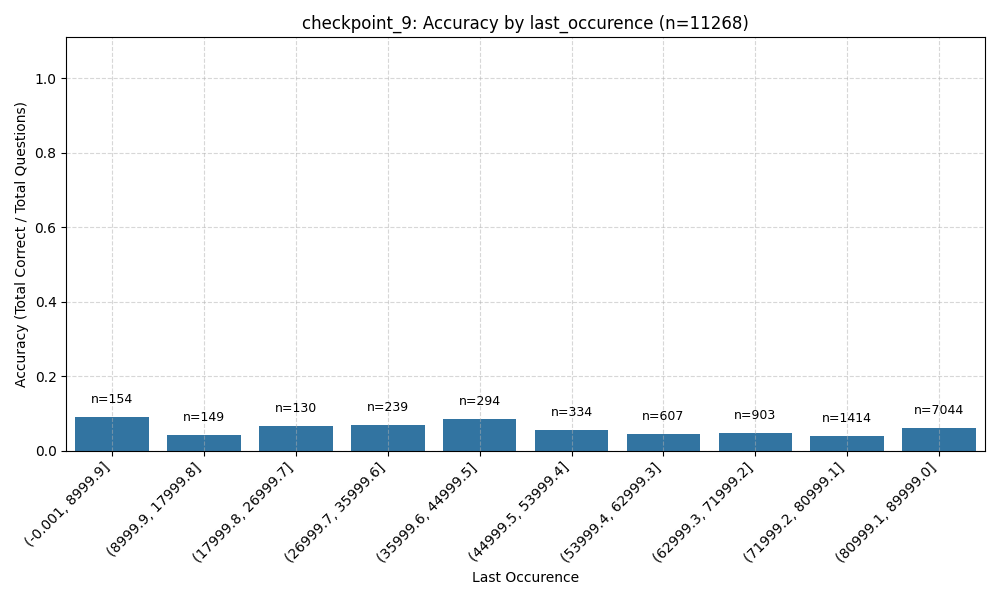 checkpoint_9: Accuracy by last_occurence (n=11268)
Accuracy (Total Correct / Total Questions)
1.0
0.8
0.6
0.4
0.2
0.0
n=154
n=149
n=130
n=239
n=294
n=334
n=607
n=903
n=1414
n=7044
(-0.001, 8999.9]
(8999.9, 17999.8]
(17999.8, 26999.7]
(26999.7, 35999.6]
(35999.6, 44999.5]
(44999.5, 53999.4]
(53999.4, 62999.3]
(62999.3, 71999.2]
(71999.2, 80999.1]
(80999.1, 89999.0]
Last Occurence